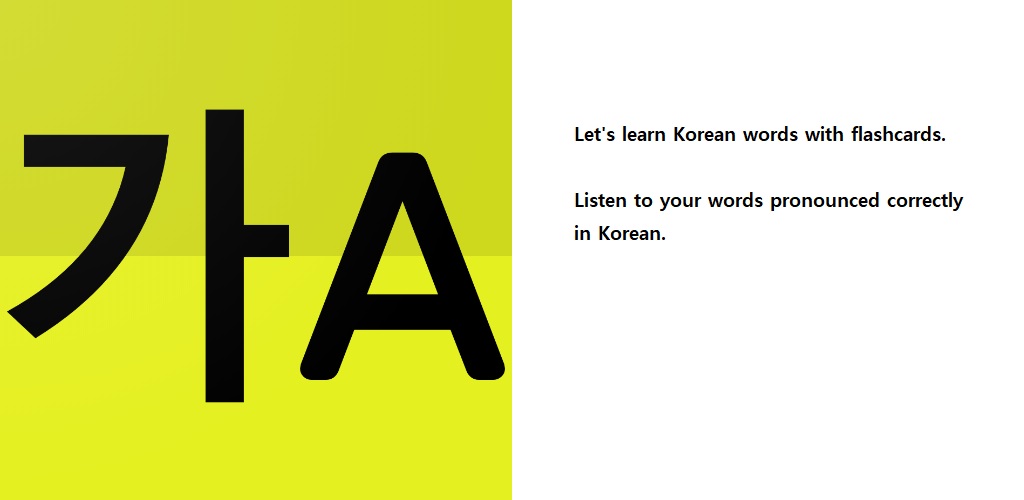 가A
Let's learn Korean words with flashcards.
Listen to your words pronounced correctly
in Korean.